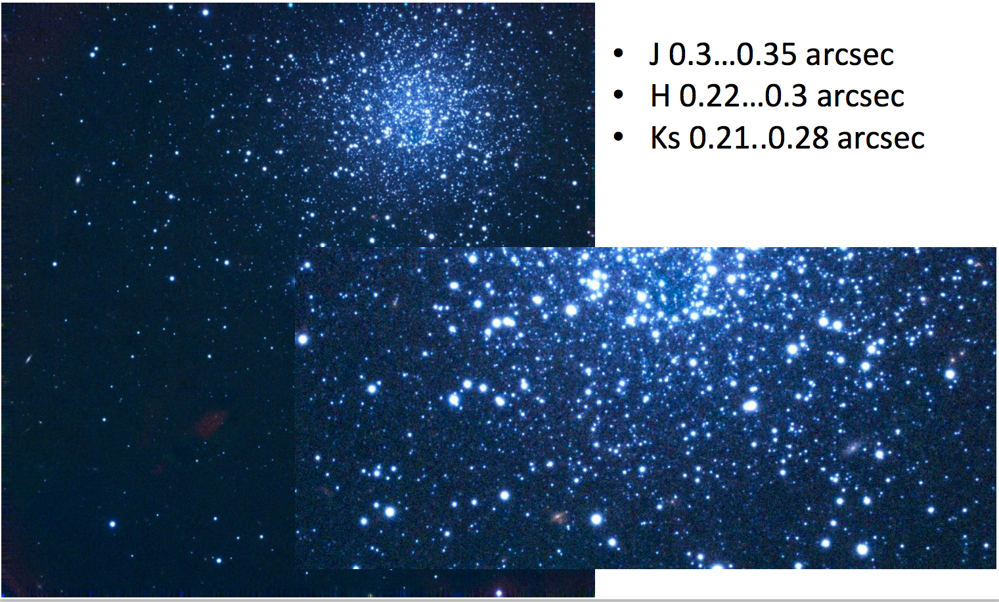 • J 0.3…0.35 arcsec
• H 0.22…0.3 arcsec
• Ks 0.21..0.28 arcsec